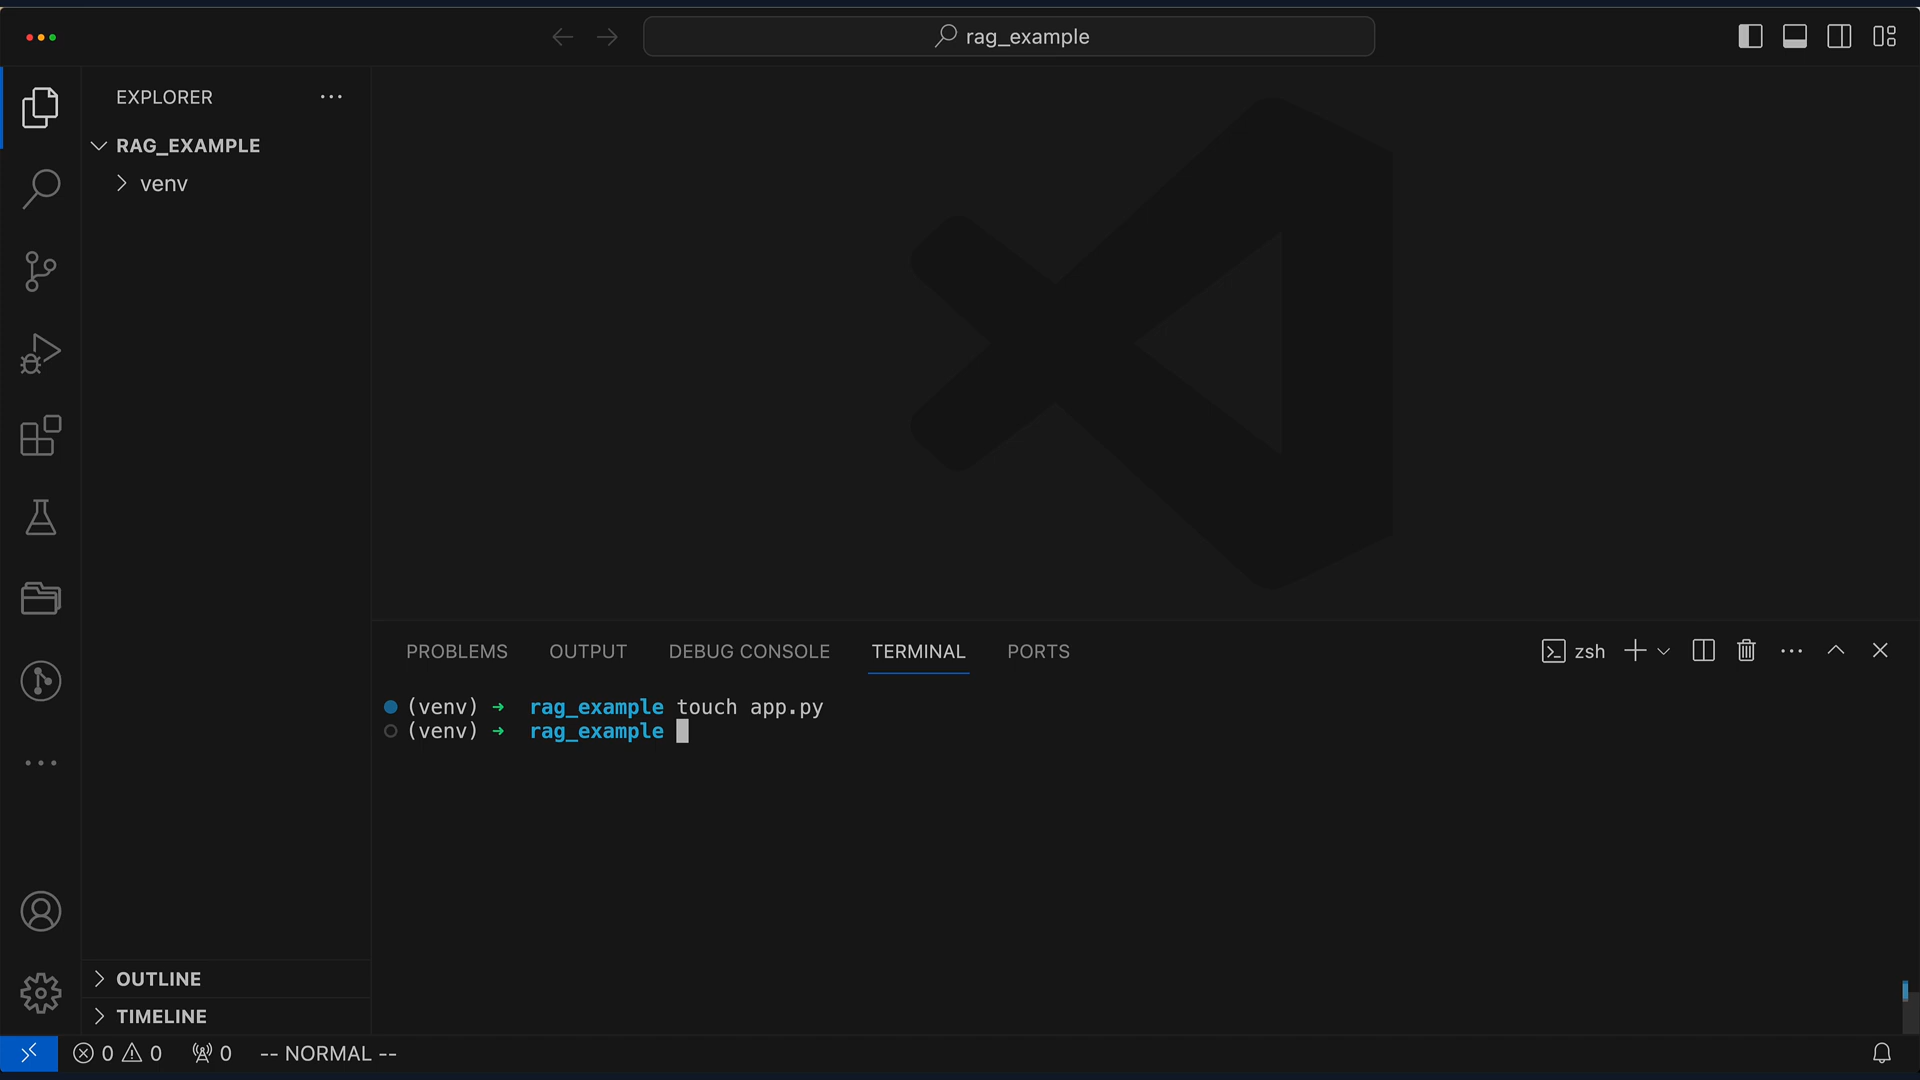 rag_example
EXPLORER
RAG_EXAMPLE
venv
PROBLEMS OUTPUT DEBUG CONSOLE TERMINAL PORTS
zsh
(venv) ➜ rag_example touch app.py
(venv) ➜ rag_example
OUTLINE
TIMELINE
0 0 0 -- NORMAL --